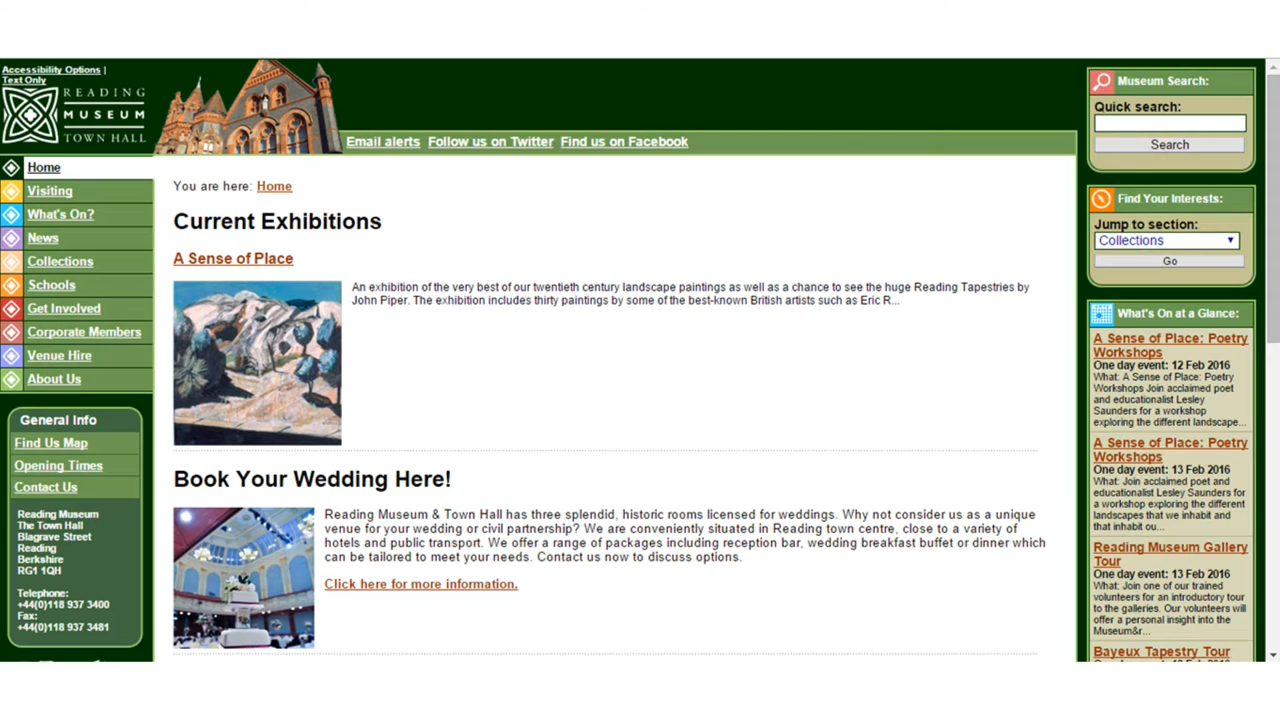 Accessibility Options |
Text Only
READING
MUSEUM
TOWN HALL
Email alerts Follow us on Twitter Find us on Facebook
Home
Visiting
What's On?
News
Collections
Schools
Get Involved
Corporate Members
Venue Hire
About Us
General Info
Find Us Map
Opening Times
Contact Us
Reading Museum
The Town Hall
Blagrave Street
Reading
Berkshire
RG1 1QH
Telephone:
+44(0)118 937 3400
Fax:
+44(0)118 937 3481
You are here: Home
Current Exhibitions
A Sense of Place
An exhibition of the very best of our twentieth century landscape paintings as well as a chance to see the huge Reading Tapestries by
John Piper. The exhibition includes thirty paintings by some of the best-known British artists such as Eric R...
Book Your Wedding Here!
Reading Museum & Town Hall has three splendid, historic rooms licensed for weddings. Why not consider us as a unique
venue for your wedding or civil partnership? We are conveniently situated in Reading town centre, close to a variety of
hotels and public transport. We offer a range of packages including reception bar, wedding breakfast buffet or dinner which
can be tailored to meet your needs. Contact us now to discuss options.
Click here for more information.
Museum Search:
Quick search:
Search
Find Your Interests:
Jump to section:
Collections
Go
What's On at a Glance:
A Sense of Place: Poetry
Workshops
One day event: 12 Feb 2016
What: A Sense of Place: Poetry
Workshops Join acclaimed poet
and educationalist Lesley
Saunders for a workshop
exploring the different landscape...
A Sense of Place: Poetry
Workshops
One day event: 13 Feb 2016
What: Join acclaimed poet and
educationalist Lesley Saunders for
a workshop exploring the different
landscapes that we inhabit and
that inhabit ou...
Reading Museum Gallery
Tour
One day event: 13 Feb 2016
What: Join one of our trained
volunteers for an introductory tour
to the galleries. Our volunteers will
offer a personal insight into the
Museum&r...
Bayeux Tapestry Tour